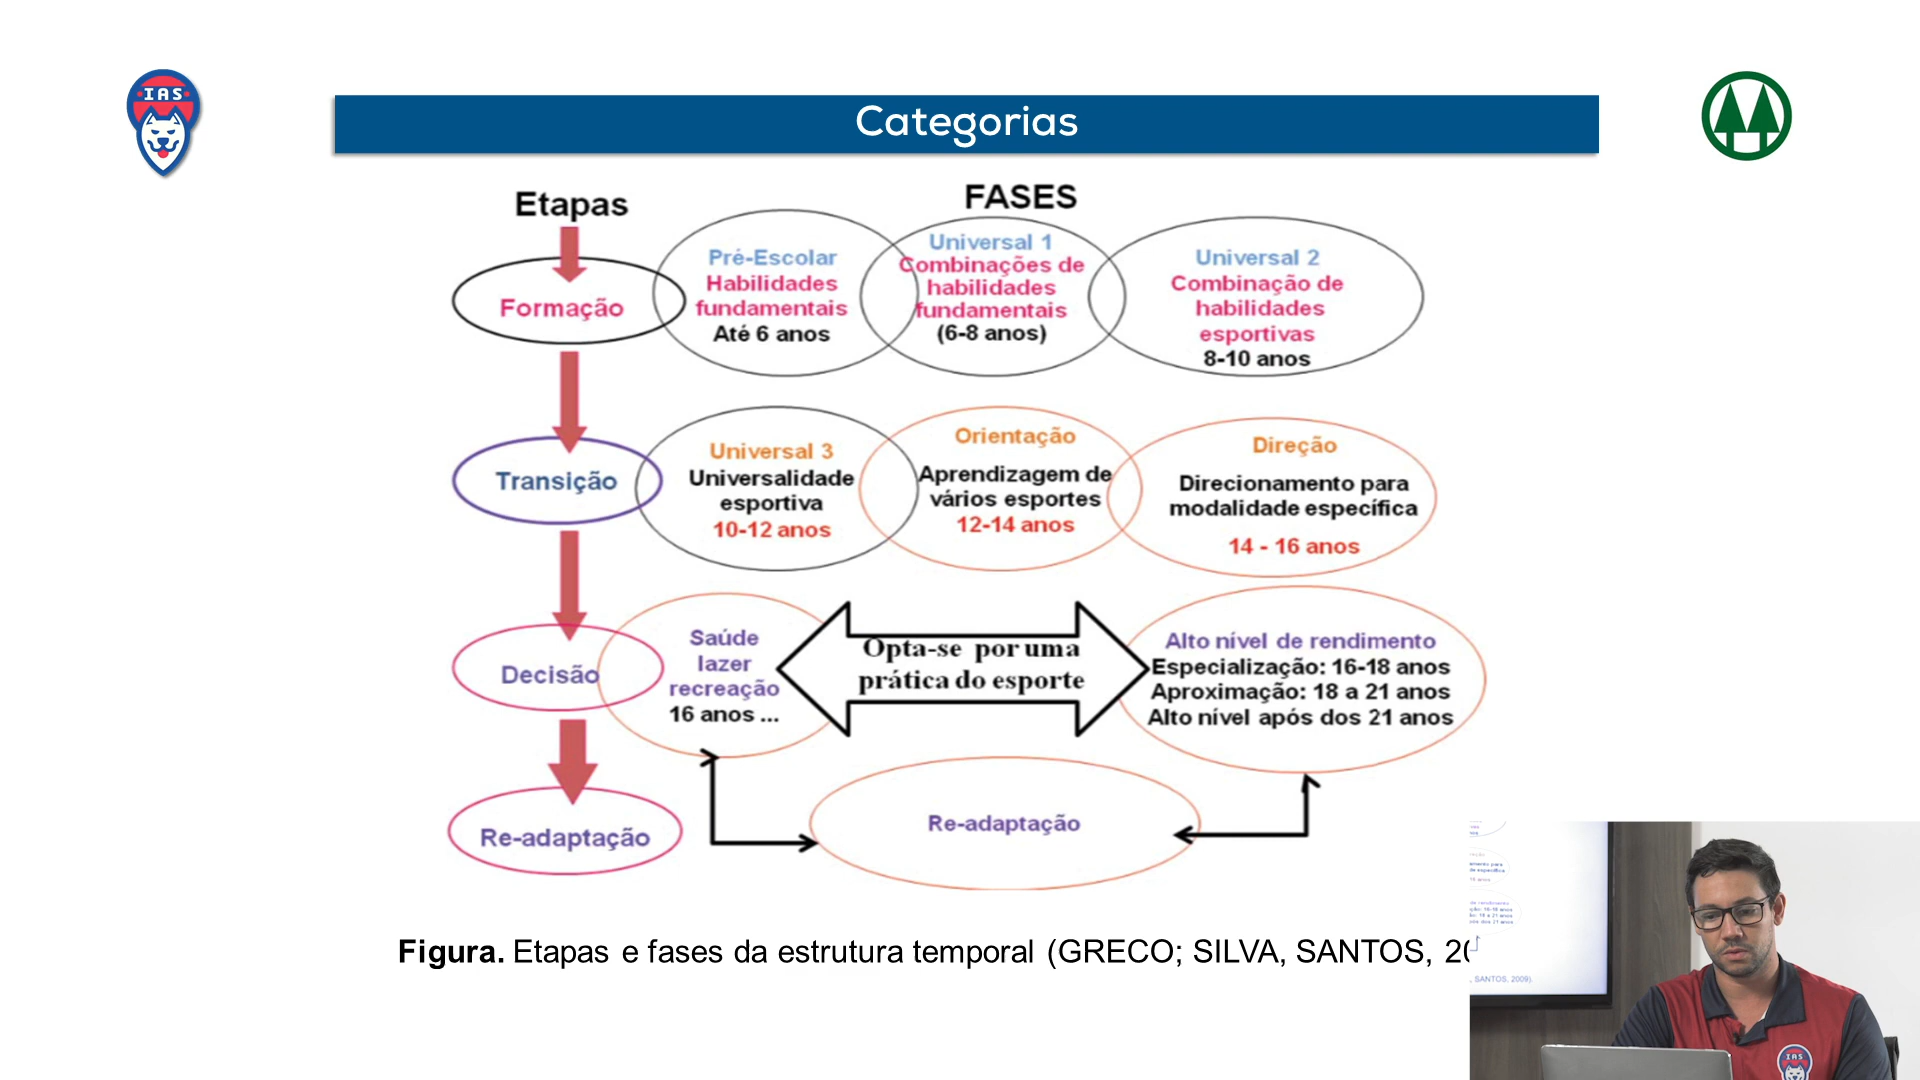 IAS
Categorias
Etapas
FASES
Formação
Pré-Escolar
Habilidades
fundamentais
Até 6 anos
Universal 1
Combinações de
habilidades
fundamentais
(6-8 anos)
Universal 2
Combinação de
habilidades
esportivas
8-10 anos
Transição
Universal 3
Universalidade
esportiva
10-12 anos
Orientação
Aprendizagem de
vários esportes
12-14 anos
Direção
Direcionamento para
modalidade específica
14 - 16 anos
Decisão
Saúde
lazer
recreação
16 anos ...
Opta-se por uma
prática do esporte
Alto nível de rendimento
Especialização: 16-18 anos
Aproximação: 18 a 21 anos
Alto nível após dos 21 anos
Re-adaptação
Re-adaptação
Figura. Etapas e fases da estrutura temporal (GRECO; SILVA, SANTOS, 20
, SANTOS, 2009).
IAS